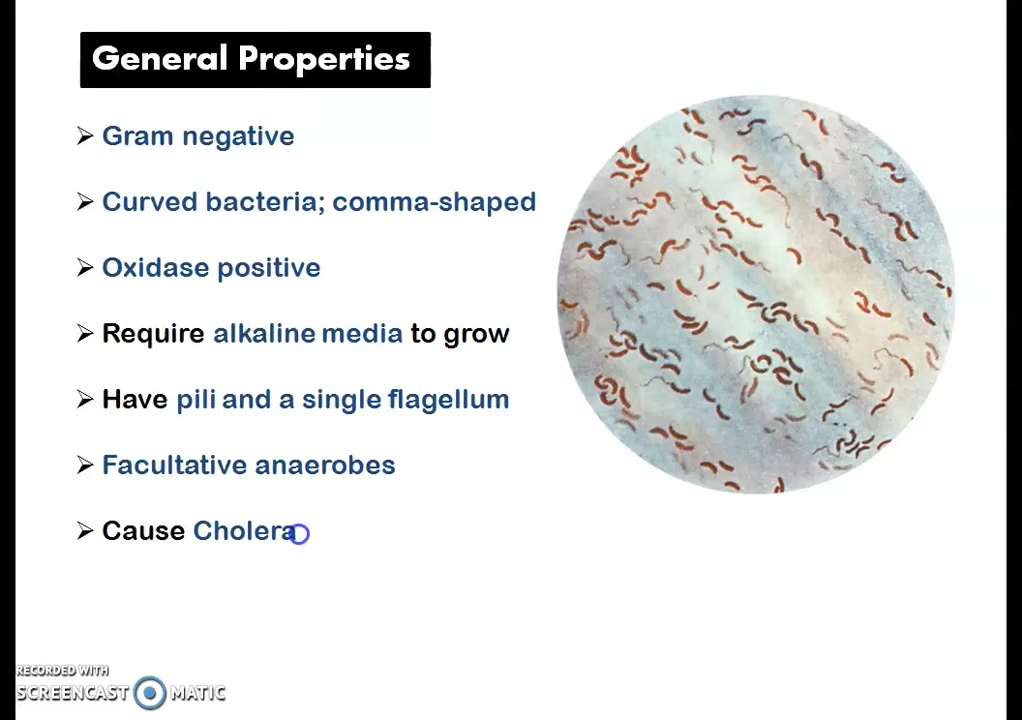 General Properties
➢ Gram negative
➢ Curved bacteria; comma-shaped
➢ Oxidase positive
➢ Require alkaline media to grow
➢ Have pili and a single flagellum
➢ Facultative anaerobes
➢ Cause Cholera
RECORDED WITH
SCREENCAST MATIC